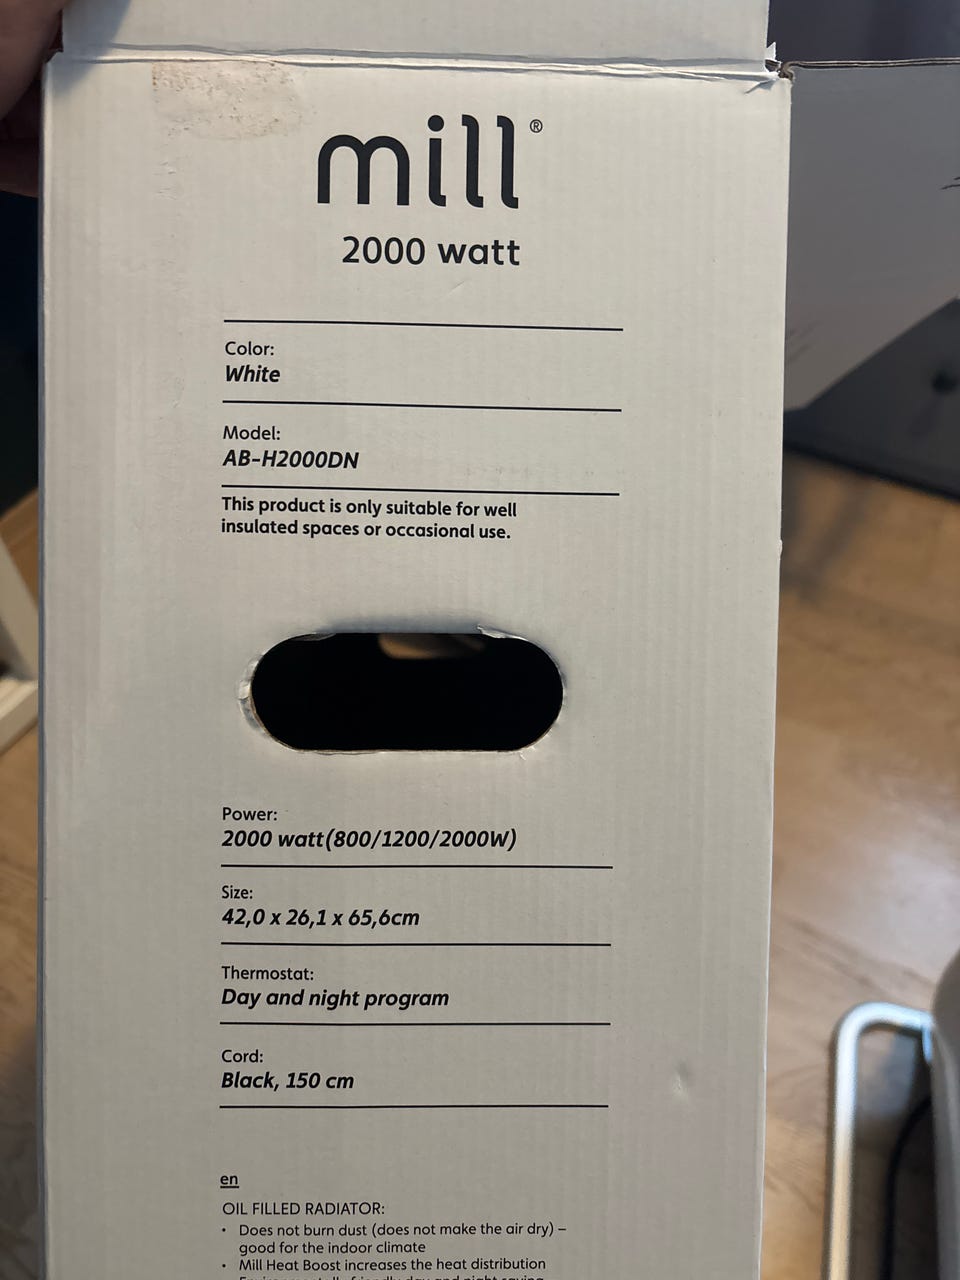 mill®
2000 watt
Color:
White
Model:
AB-H2000DN
This product is only suitable for well
insulated spaces or occasional use.
Power:
2000 watt(800/1200/2000W)
Size:
42,0 x 26,1 x 65,6cm
Thermostat:
Day and night program
Cord:
Black, 150 cm
en
OIL FILLED RADIATOR:
• Does not burn dust (does not make the air dry) –
good for the indoor climate
• Mill Heat Boost increases the heat distribution